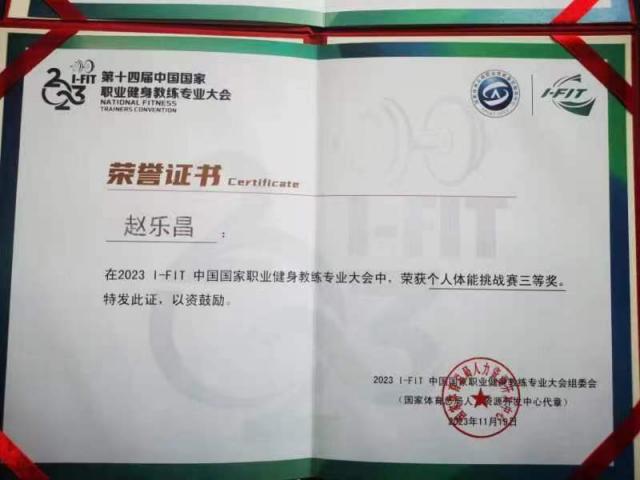 I-FIT
2023
第十四届中国国家
职业健身教练专业大会
NATIONAL FITNESS
TRAINERS CONVENTION
I-FIT
荣誉证书 Certificate
赵乐昌：
在2023 I-FIT 中国国家职业健身教练专业大会中，荣获个人体能挑战赛三等奖。
特发此证，以资鼓励。
I-FIT
2023 I-FIT 中国国家职业健身教练专业大会组委会
（国家体育总局人力资源开发中心代章）
2023年11月19日